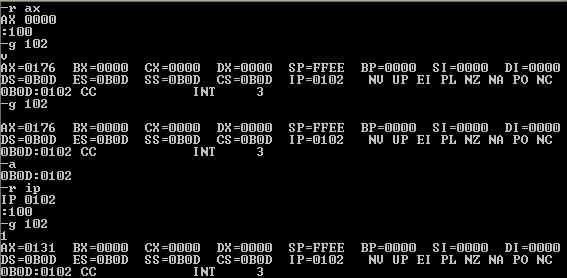 -r ax
AX 0000
:100
-g 102
v
AX=0176 BX=0000 CX=0000 DX=0000 SP=FFEE BP=0000 SI=0000 DI=0000
DS=0B0D ES=0B0D SS=0B0D CS=0B0D IP=0102 NV UP EI PL NZ NA PO NC
0B0D:0102 CC INT 3
-g 102
AX=0176 BX=0000 CX=0000 DX=0000 SP=FFEE BP=0000 SI=0000 DI=0000
DS=0B0D ES=0B0D SS=0B0D CS=0B0D IP=0102 NV UP EI PL NZ NA PO NC
0B0D:0102 CC INT 3
-a
0B0D:0102
-r ip
IP 0102
:100
-g 102
1
AX=0131 BX=0000 CX=0000 DX=0000 SP=FFEE BP=0000 SI=0000 DI=0000
DS=0B0D ES=0B0D SS=0B0D CS=0B0D IP=0102 NV UP EI PL NZ NA PO NC
0B0D:0102 CC INT 3